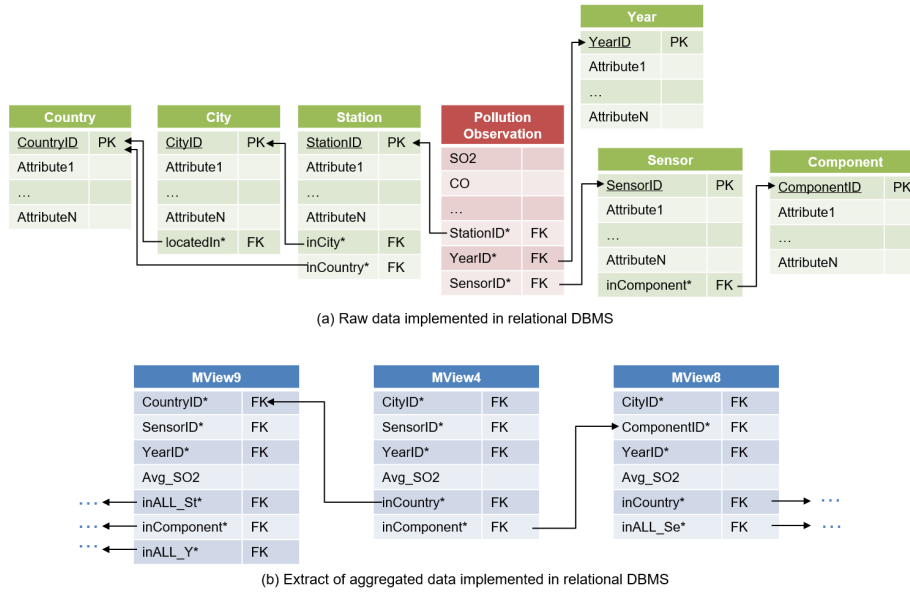 Year
YearID PK
Attribute1
...
AttributeN
Country
CountryID PK
Attribute1
...
AttributeN
City
CityID PK
Attribute1
...
AttributeN
locatedIn* FK
Station
StationID PK
Attribute1
...
AttributeN
inCity* FK
inCountry* FK
Pollution
Observation
SO2
CO
...
StationID* FK
YearID* FK
SensorID* FK
Sensor
SensorID PK
Attribute1
...
AttributeN
inComponent* FK
Component
ComponentID PK
Attribute1
...
AttributeN
(a) Raw data implemented in relational DBMS
MView9
CountryID* FK
SensorID* FK
YearID* FK
Avg_SO2
... inALL_St* FK
... inComponent* FK
... inALL_Y* FK
MView4
CityID* FK
SensorID* FK
YearID* FK
Avg_SO2
inCountry* FK
inComponent* FK
MView8
CityID* FK
ComponentID* FK
YearID* FK
Avg_SO2
inCountry* FK ...
inALL_Se* FK ...
(b) Extract of aggregated data implemented in relational DBMS